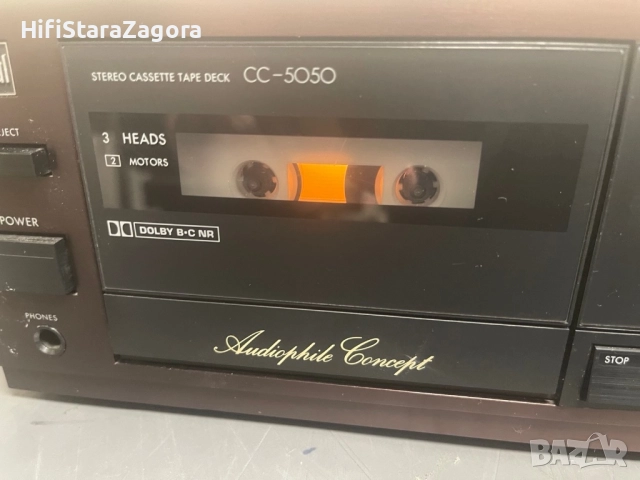 HifiStaraZagora
STEREO CASSETTE TAPE DECK CC-5050
EJECT
3 HEADS
2 MOTORS
DOLBY B·C NR
POWER
PHONES
Audiophile Concept
STOP
BAZAR